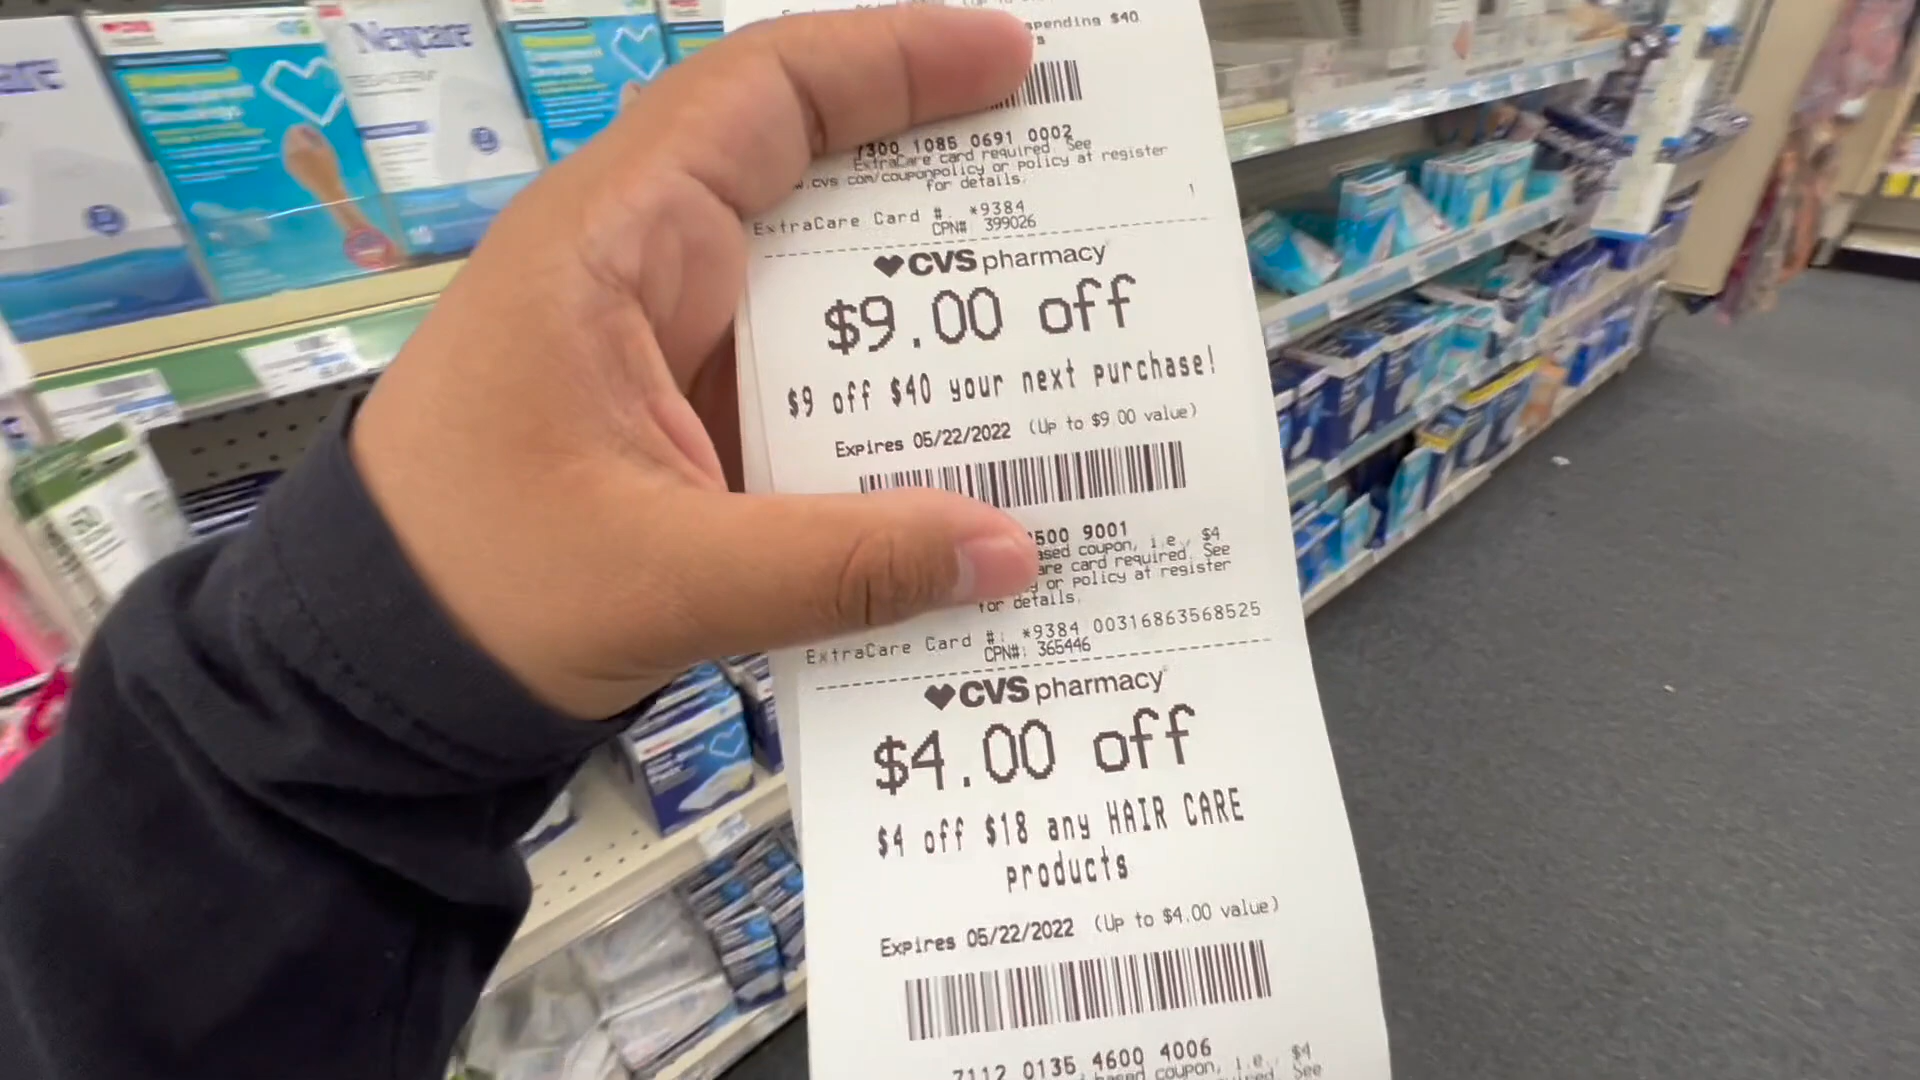 Nexcare
spending $40
7300 1085 0691 0002
ExtraCare card required. See
w.cvs com/couponpolicy or policy at register
for details.
1
ExtraCare Card #. *9384
CPN# 399026
CVS pharmacy
$9.00 off
$9 off $40 your next purchase!
Expires 05/22/2022 (Up to $9 00 value)
500 9001
ased coupon, i.e., $4
are card required. See
or policy at register
for details.
ExtraCare Card #: *9384 00316863568525
CPN#: 365446
CVS pharmacy
$4.00 off
$4 off $18 any HAIR CARE
products
Expires 05/22/2022 (Up to $4.00 value)
7112 0135 4600 4006
based coupon, i.e., $4
See